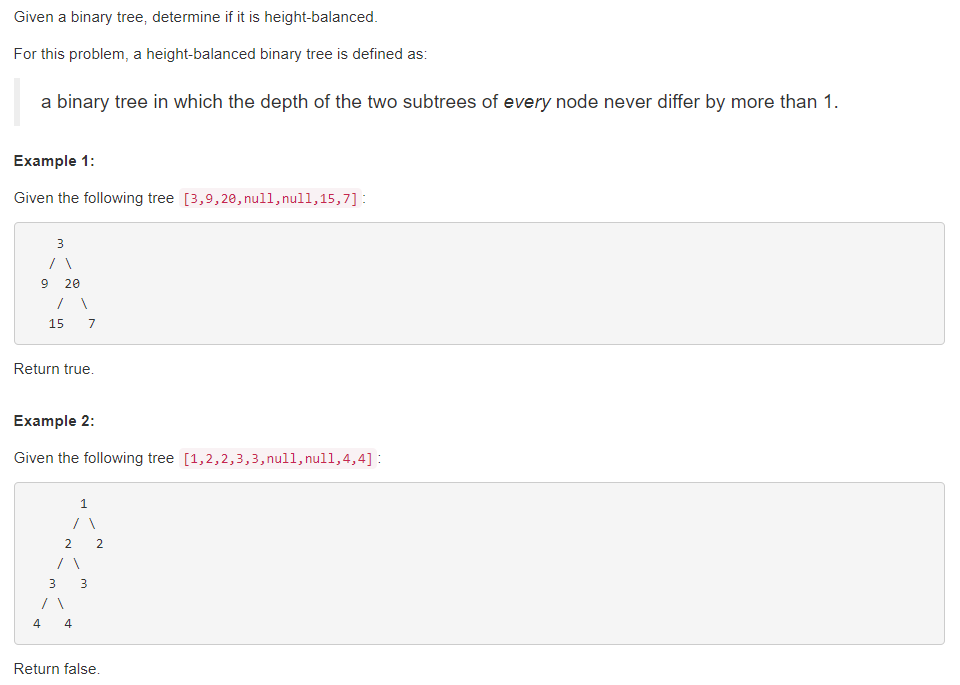 Given a binary tree, determine if it is height-balanced.
For this problem, a height-balanced binary tree is defined as:
a binary tree in which the depth of the two subtrees of every node never differ by more than 1.
Example 1:
Given the following tree [3,9,20,null,null,15,7]:
    3
   / \
  9  20
    /  \
   15   7
Return true.
Example 2:
Given the following tree [1,2,2,3,3,null,null,4,4]:
       1
      / \
     2   2
    / \
   3   3
  / \
 4   4
Return false.